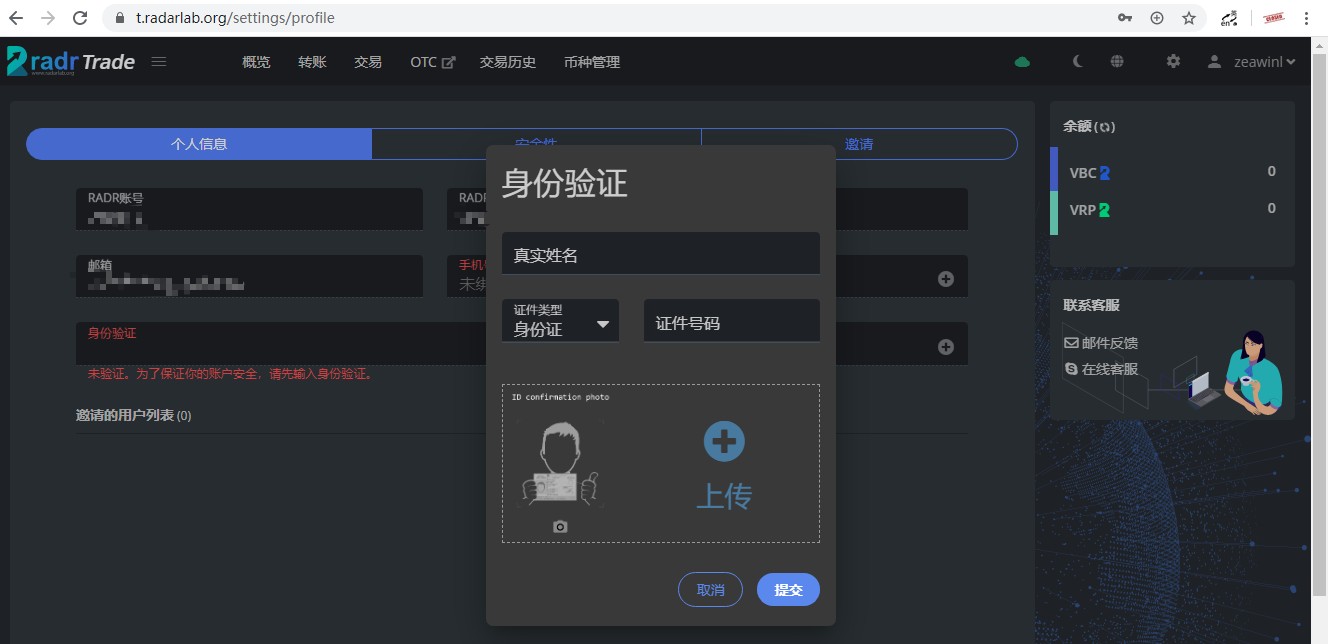 t.radarlab.org/settings/profile
radr Trade
www.radarlab.org
概览 转账 交易 OTC 交易历史 币种管理
zeawinl
个人信息 安全性 邀请
RADR账号
RADR
邮箱
手机号
未绑
身份验证
未验证。为了保证你的账户安全，请先输入身份验证。
邀请的用户列表 (0)
身份验证
真实姓名
证件类型
身份证
证件号码
ID confirmation photo
上传
取消 提交
余额
VBC 0
VRP 0
联系客服
邮件反馈
在线客服